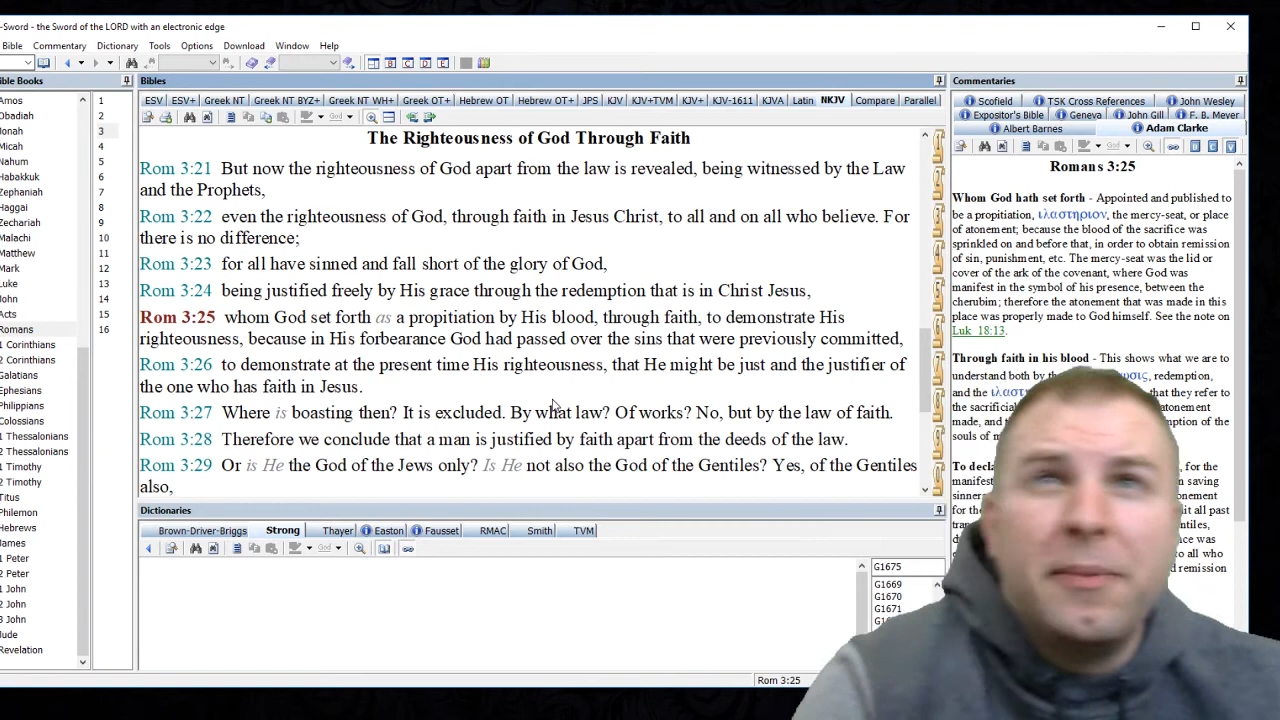 -Sword - the Sword of the LORD with an electronic edge
Bible Commentary Dictionary Tools Options Download Window Help
ible Books
Amos
Obadiah
Jonah
Micah
Nahum
Habakkuk
Zephaniah
Haggai
Zechariah
Malachi
Matthew
Mark
Luke
John
Acts
Romans
1 Corinthians
2 Corinthians
Galatians
Ephesians
Philippians
Colossians
1 Thessalonians
2 Thessalonians
1 Timothy
2 Timothy
Titus
Philemon
Hebrews
James
1 Peter
2 Peter
1 John
2 John
3 John
Jude
Revelation
1
2
3
4
5
6
7
8
9
10
11
12
13
14
15
16
Bibles
ESV ESV+ Greek NT Greek NT BYZ+ Greek NT WH+ Greek OT+ Hebrew OT Hebrew OT+ JPS KJV KJV+TVM KJV+ KJV-1611 KJVA Latin NKJV Compare Parallel
The Righteousness of God Through Faith
Rom 3:21 But now the righteousness of God apart from the law is revealed, being witnessed by the Law
and the Prophets,
Rom 3:22 even the righteousness of God, through faith in Jesus Christ, to all and on all who believe. For
there is no difference;
Rom 3:23 for all have sinned and fall short of the glory of God,
Rom 3:24 being justified freely by His grace through the redemption that is in Christ Jesus,
Rom 3:25 whom God set forth as a propitiation by His blood, through faith, to demonstrate His
righteousness, because in His forbearance God had passed over the sins that were previously committed,
Rom 3:26 to demonstrate at the present time His righteousness, that He might be just and the justifier of
the one who has faith in Jesus.
Rom 3:27 Where is boasting then? It is excluded. By what law? Of works? No, but by the law of faith.
Rom 3:28 Therefore we conclude that a man is justified by faith apart from the deeds of the law.
Rom 3:29 Or is He the God of the Jews only? Is He not also the God of the Gentiles? Yes, of the Gentiles
also,
Dictionaries
Brown-Driver-Briggs Strong Thayer Easton Fausset RMAC Smith TVM
G1675
G1669
G1670
G1671
Commentaries
Scofield TSK Cross References John Wesley
Expositor's Bible Geneva John Gill F. B. Meyer
Albert Barnes Adam Clarke
Romans 3:25
Whom God hath set forth - Appointed and published to
be a propitiation, ιλαστηριον, the mercy-seat, or place
of atonement; because the blood of the sacrifice was
sprinkled on and before that, in order to obtain remission
of sin, punishment, etc. The mercy-seat was the lid or
cover of the ark of the covenant, where God was
manifest in the symbol of his presence, between the
cherubim; therefore the atonement that was made in this
place was properly made to God himself. See the note on
Luk 18:13.
Through faith in his blood - This shows what we are to
understand both by the redemption,
and the
the sacrificial
made,
souls of
To for the
saving
sinners
for the
past
Rom 3:25